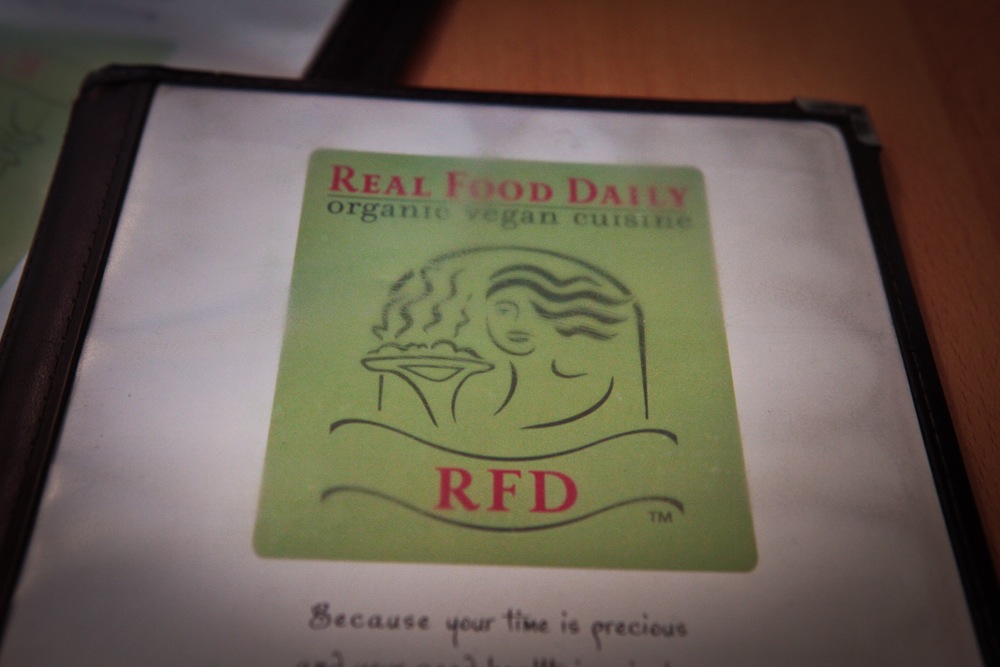 REAL FOOD DAILY
organic vegan cuisine
RFD
TM
Because your time is precious